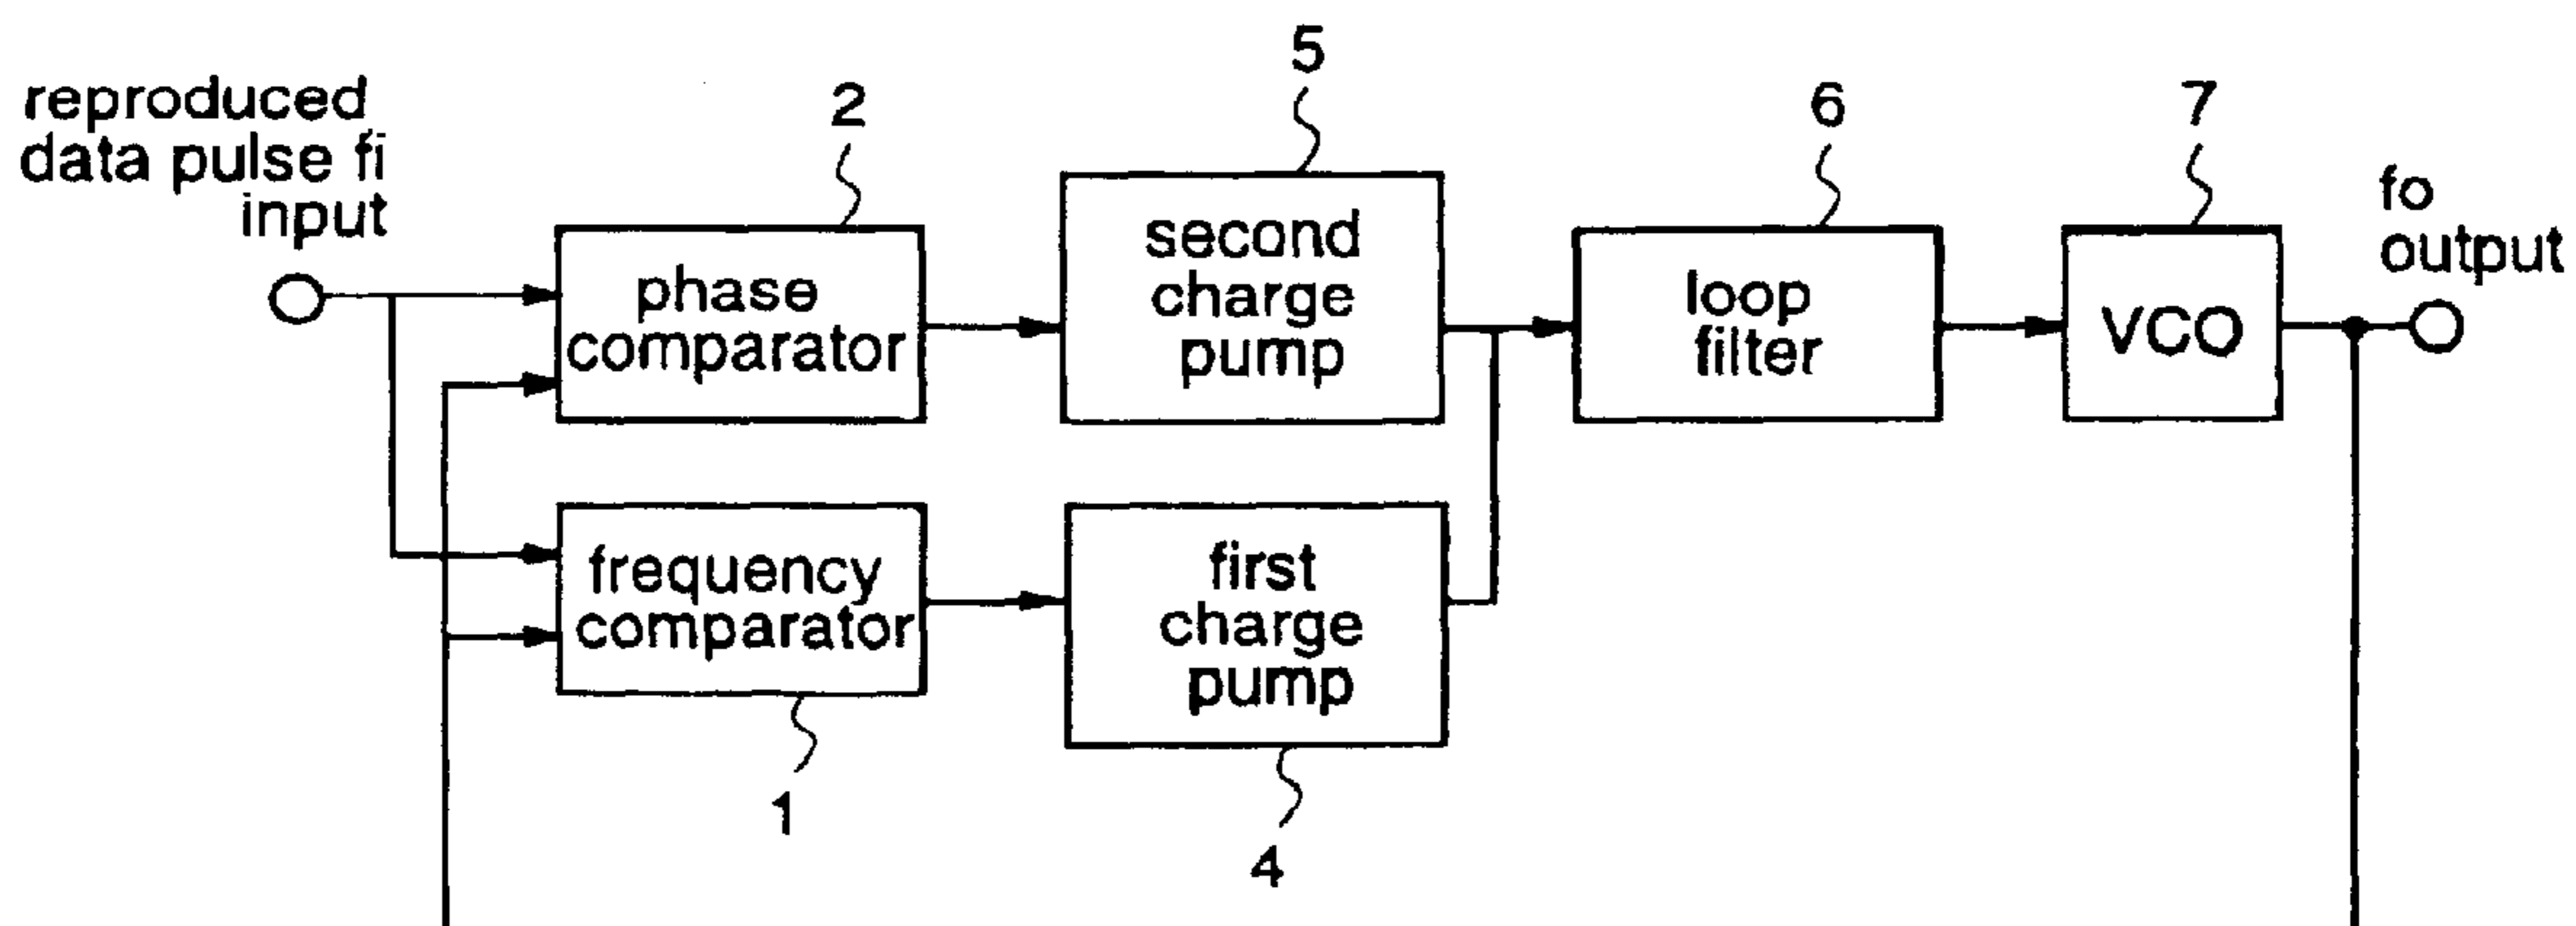 reproduced
data pulse fi
input
2
5
6
7
fo
output
phase
comparator
second
charge
pump
loop
filter
VCO
frequency
comparator
first
charge
pump
1
4